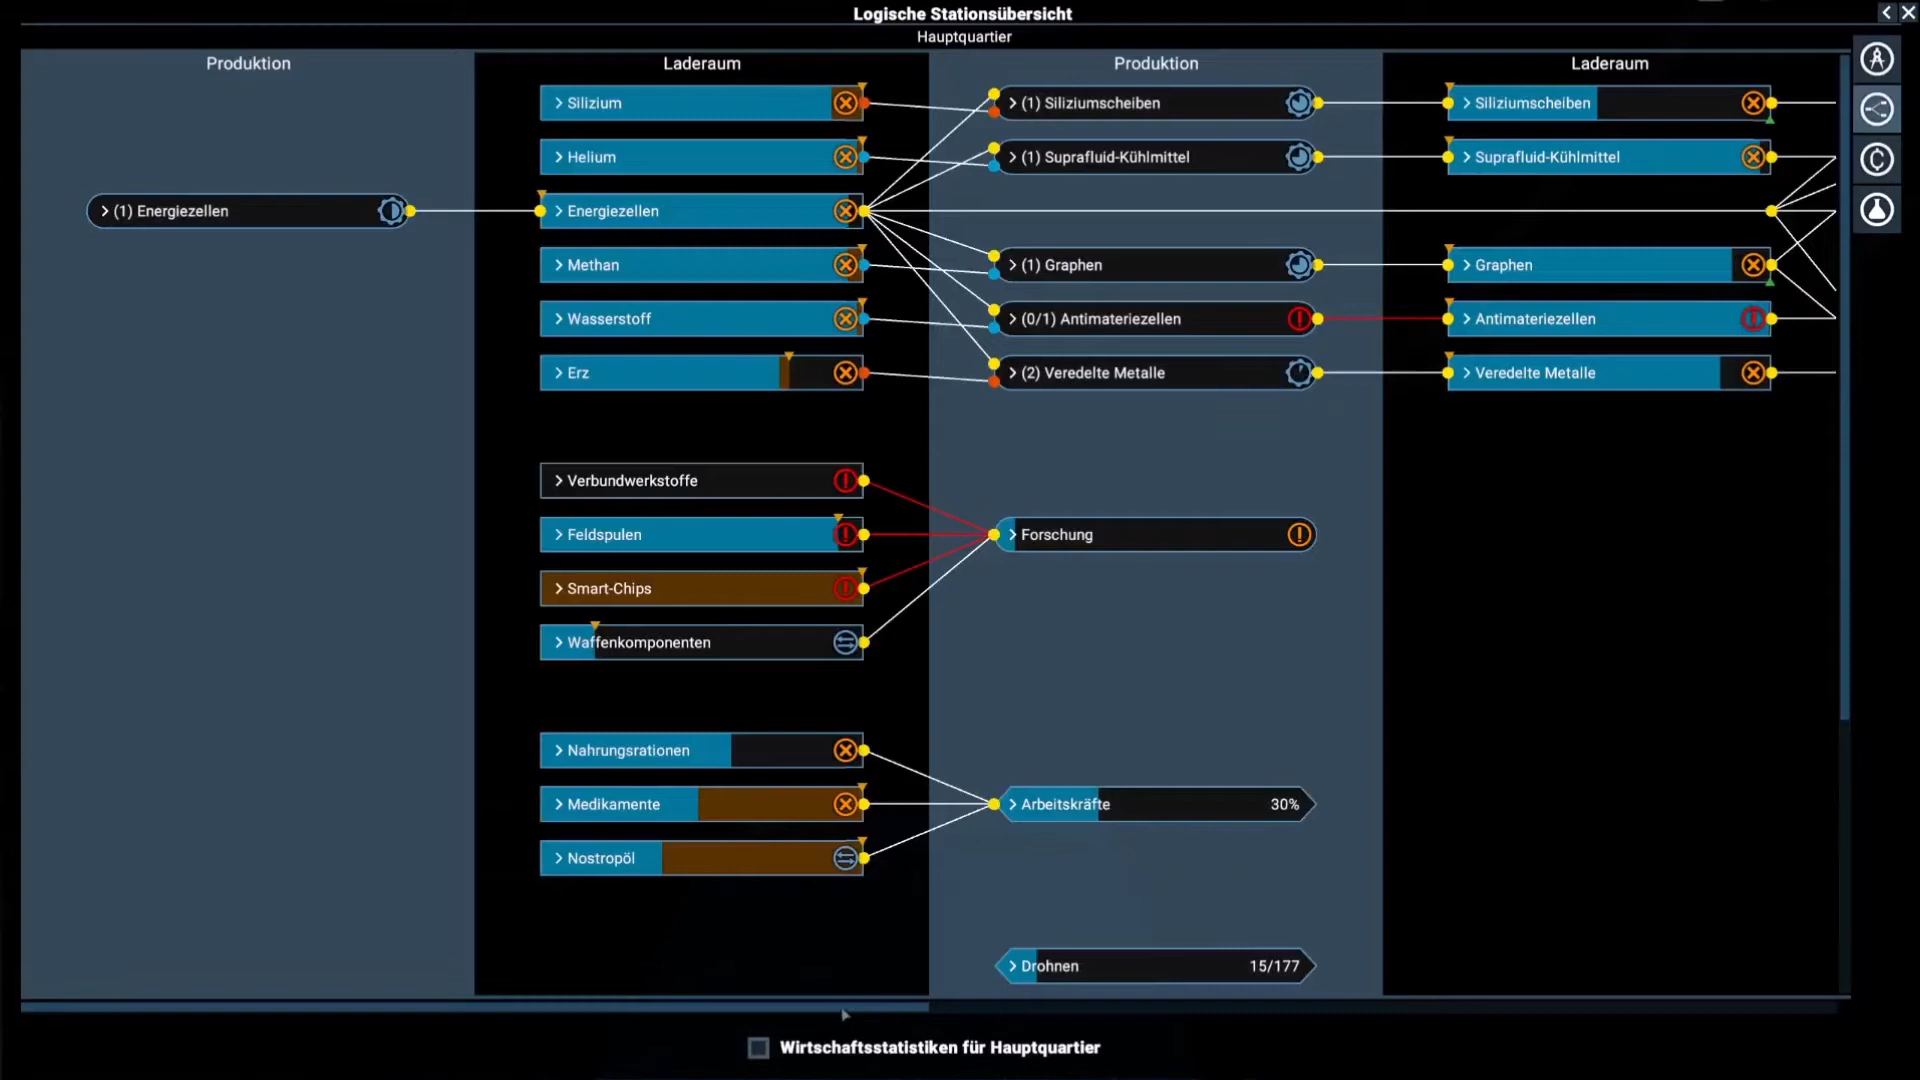 Logische Stationsübersicht
Hauptquartier
Produktion
Laderaum
Produktion
Laderaum
Silizium
(1) Siliziumscheiben
Siliziumscheiben
Helium
(1) Suprafluid-Kühlmittel
Suprafluid-Kühlmittel
(1) Energiezellen
Energiezellen
Methan
(1) Graphen
Graphen
Wasserstoff
(0/1) Antimateriezellen
Antimateriezellen
Erz
(2) Veredelte Metalle
Veredelte Metalle
Verbundwerkstoffe
Feldspulen
Forschung
Smart-Chips
Waffenkomponenten
Nahrungsrationen
Medikamente
Arbeitskräfte 30%
Nostropöl
Drohnen 15/177
Wirtschaftsstatistiken für Hauptquartier